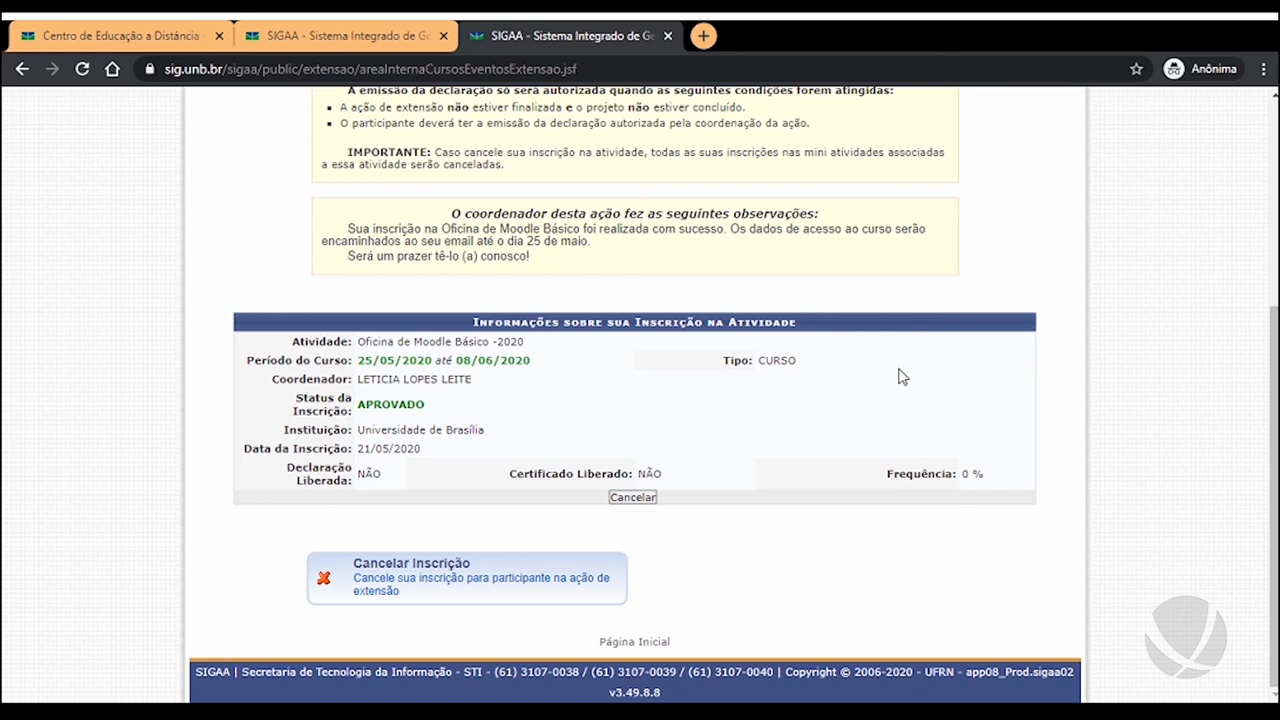 Centro de Educação a Distância -
SIGAA - Sistema Integrado de Ge
SIGAA - Sistema Integrado de Ge
sig.unb.br/sigaa/public/extensao/areaInternaCursosEventosExtensao.jsf
Anônima
A emissão da declaração só será autorizada quando as seguintes condições forem atingidas:
A ação de extensão não estiver finalizada e o projeto não estiver concluído.
O participante deverá ter a emissão da declaração autorizada pela coordenação da ação.
IMPORTANTE: Caso cancele sua inscrição na atividade, todas as suas inscrições nas mini atividades associadas
a essa atividade serão canceladas.
O coordenador desta ação fez as seguintes observações:
Sua inscrição na Oficina de Moodle Básico foi realizada com sucesso. Os dados de acesso ao curso serão
encaminhados ao seu email até o dia 25 de maio.
Será um prazer tê-lo (a) conosco!
Informações sobre sua Inscrição na Atividade
Atividade: Oficina de Moodle Básico -2020
Período do Curso: 25/05/2020 até 08/06/2020 Tipo: CURSO
Coordenador: LETICIA LOPES LEITE
Status da
Inscrição: APROVADO
Instituição: Universidade de Brasília
Data da Inscrição: 21/05/2020
Declaração
Liberada: NÃO Certificado Liberado: NÃO Frequência: 0 %
Cancelar
Cancelar Inscrição
Cancele sua inscrição para participante na ação de
extensão
Página Inicial
SIGAA | Secretaria de Tecnologia da Informação - STI - (61) 3107-0038 / (61) 3107-0039 / (61) 3107-0040 | Copyright © 2006-2020 - UFRN - app08_Prod.sigaa02
v3.49.8.8